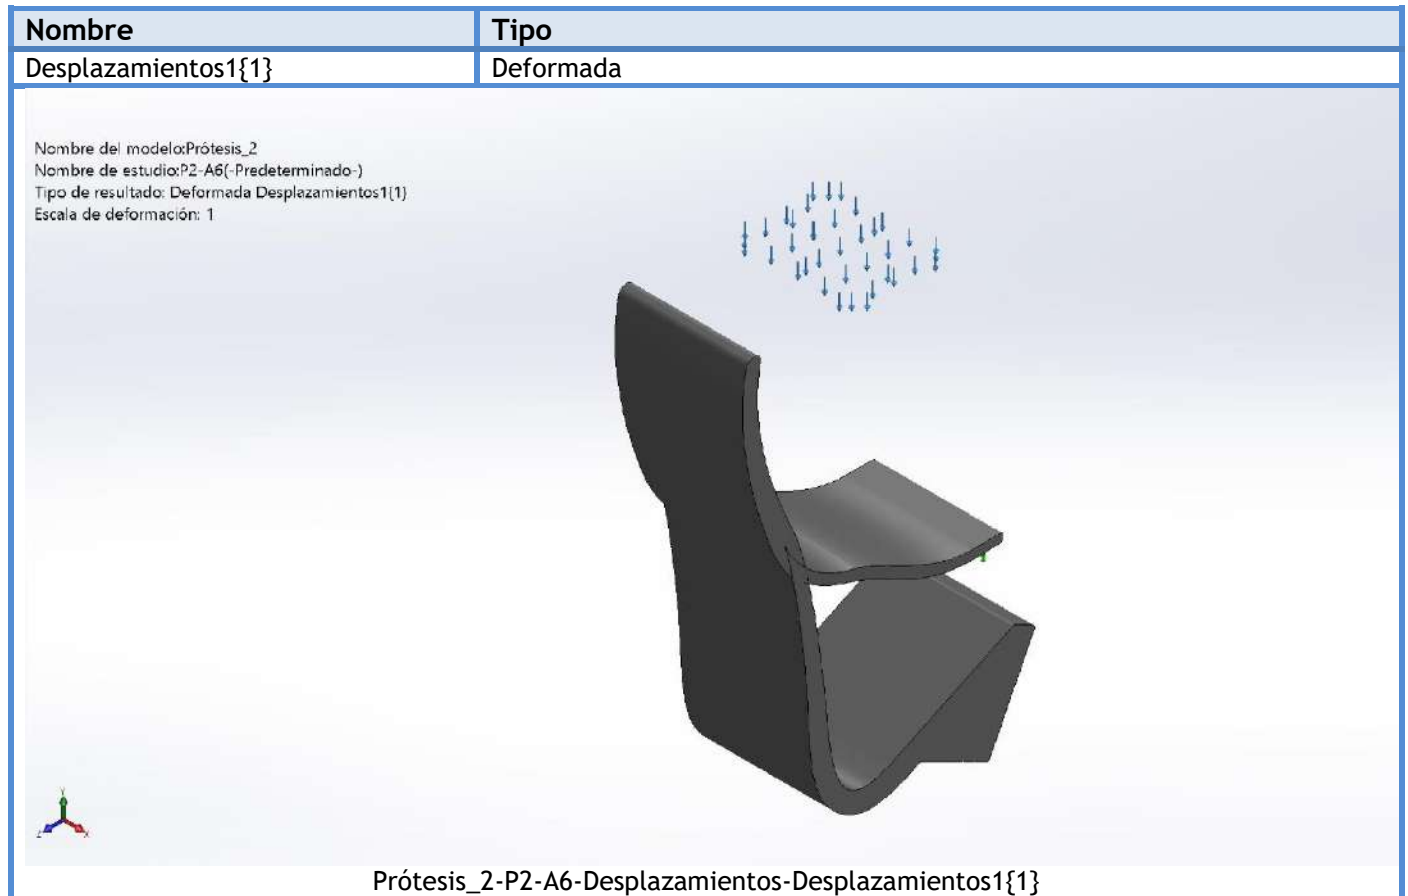 Nombre Tipo
Desplazamientos1{1} Deformada
Nombre del modelo:Prótesis_2
Nombre de estudio:P2-A6(-Predeterminado-)
Tipo de resultado: Deformada Desplazamientos1{1}
Escala de deformación: 1
Y
Z X
Prótesis_2-P2-A6-Desplazamientos-Desplazamientos1{1}